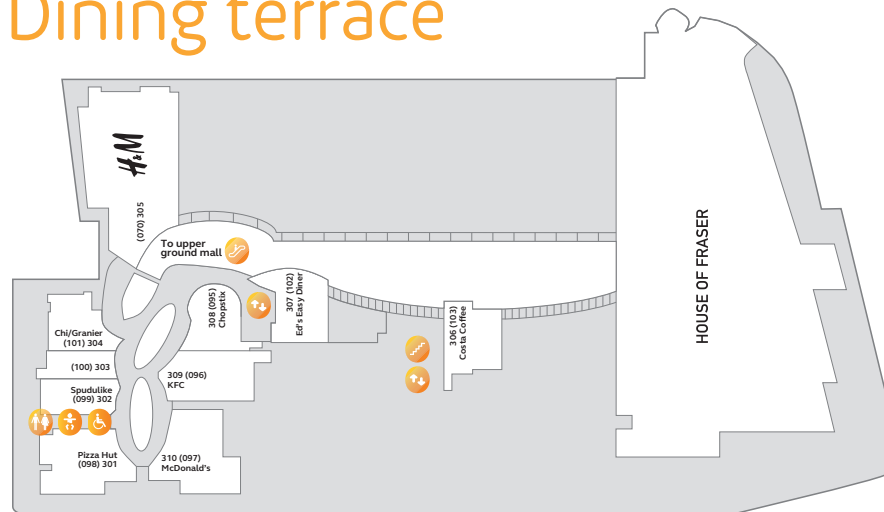 Dining terrace
H&M
(070) 305
To upper
ground mall
HOUSE OF FRASER
308 (095)
Chopstix
307 (102)
Ed's Easy Diner
306 (103)
Costa Coffee
Chi/Granier
(101) 304
(100) 303
309 (096)
KFC
Spudulike
(099) 302
Pizza Hut
(098) 301
310 (097)
McDonald's